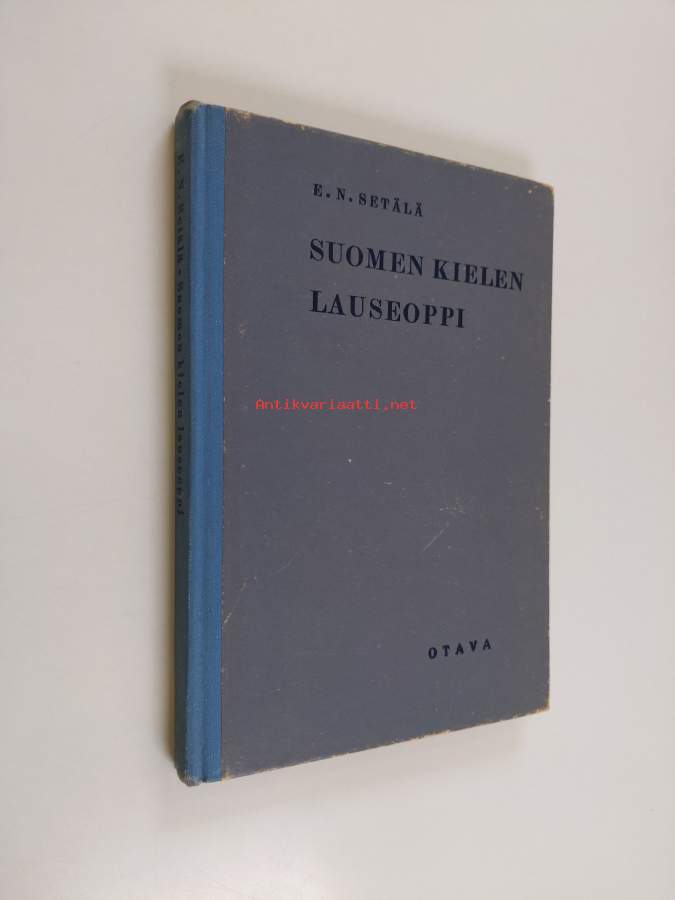 E. N. SETÄLÄ
SUOMEN KIELEN
LAUSEOPPI
Antikvariaatti.net
OTAVA
E. N. Setälä - Suomen kielen lauseoppi